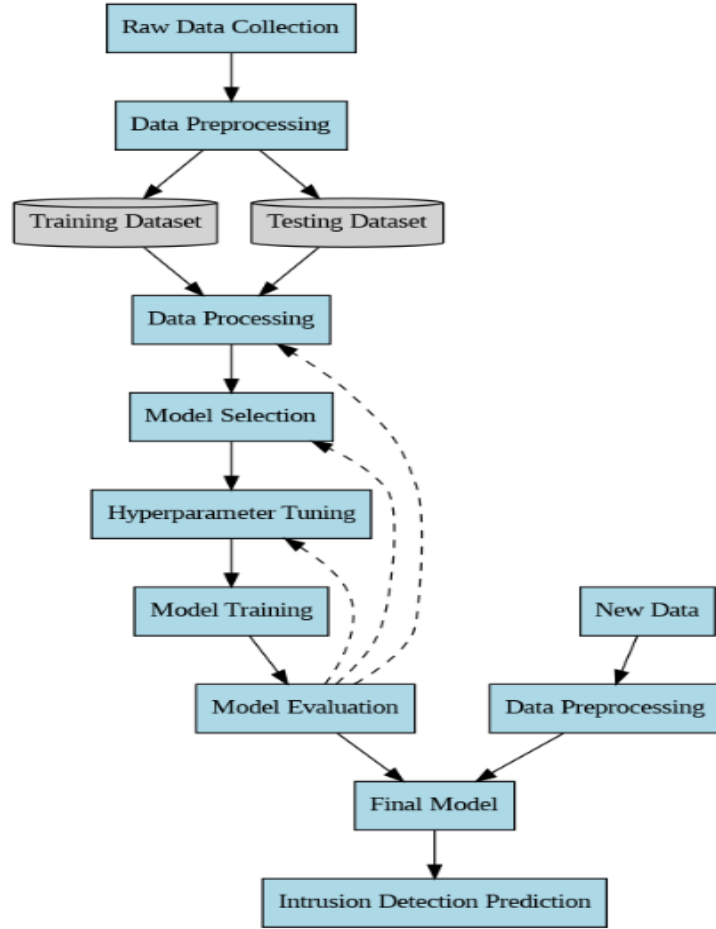 Raw Data Collection
Data Preprocessing
Training Dataset
Testing Dataset
Data Processing
Model Selection
Hyperparameter Tuning
Model Training
New Data
Model Evaluation
Data Preprocessing
Final Model
Intrusion Detection Prediction